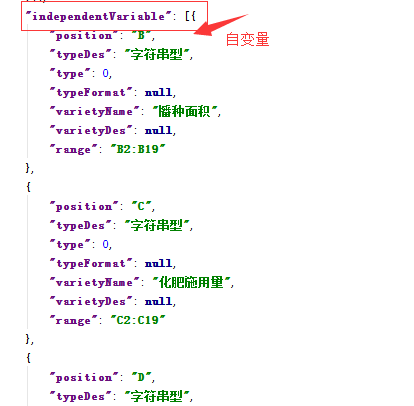 "independentVariable": [{
"position": "B",
自变量
"typeDes": "字符串型",
"type": 0,
"typeFormat": null,
"varietyName": "播种面积",
"varietyDes": null,
"range": "B2:B19"
},
{
"position": "C",
"typeDes": "字符串型",
"type": 0,
"typeFormat": null,
"varietyName": "化肥施用量",
"varietyDes": null,
"range": "C2:C19"
},
{
"position": "D",
"typeDes": "字符串型",